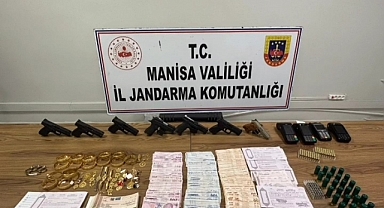 T.C.
MANİSA VALİLİĞİ
İL JANDARMA KOMUTANLIĞI